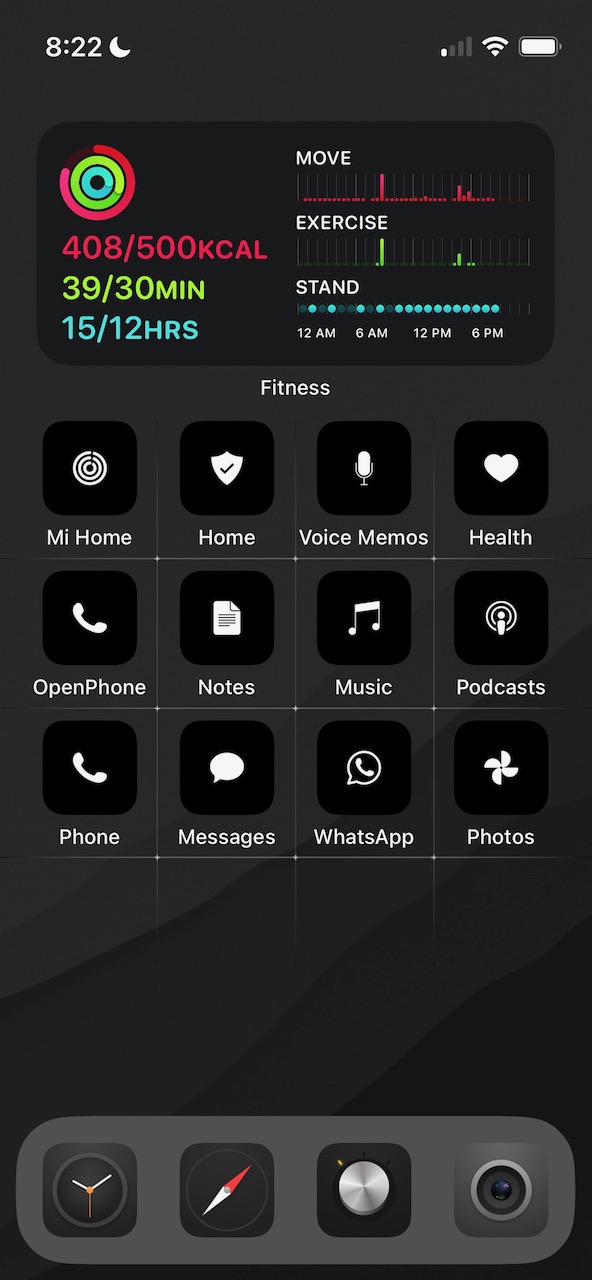 8:22
MOVE
408/500KCAL
EXERCISE
39/30MIN
STAND
15/12HRS
12 AM 6 AM 12 PM 6 PM
Fitness
Mi Home Home Voice Memos Health
OpenPhone Notes Music Podcasts
Phone Messages WhatsApp Photos